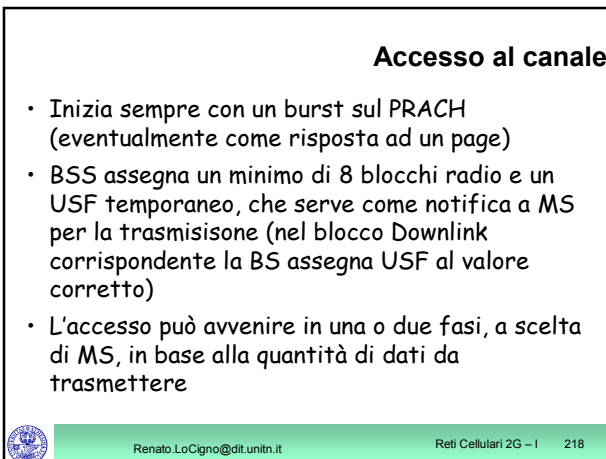 Accesso al canale
• Inizia sempre con un burst sul PRACH
(eventualmente come risposta ad un page)
• BSS assegna un minimo di 8 blocchi radio e un
USF temporaneo, che serve come notifica a MS
per la trasmisisone (nel blocco Downlink
corrispondente la BS assegna USF al valore
corretto)
• L'accesso può avvenire in una o due fasi, a scelta
di MS, in base alla quantità di dati da
trasmettere
Renato.LoCigno@dit.unitn.it
Reti Cellulari 2G – I 218